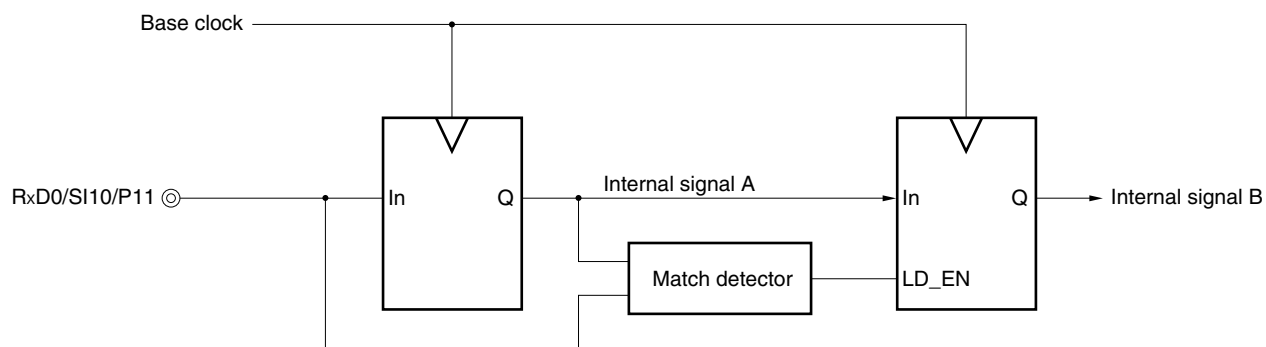 Base clock
RxD0/SI10/P11
In
Q
Internal signal A
In
Q
Internal signal B
Match detector
LD_EN